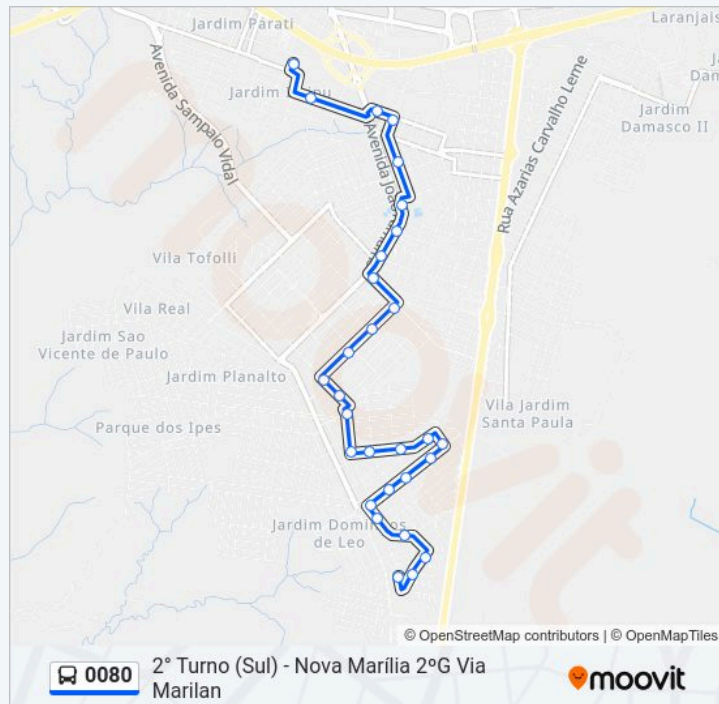 Jardim Parati
Laranjais
Avenida Sampaio Vidal
Jardim
Rua Azarias Carvalho Leme
Jardim
Damasco II
Avenida João
Vila Tofolli
Vila Real
Jardim Sao
Vicente de Paulo
Jardim Planalto
Vila Jardim
Santa Paula
Parque dos Ipes
Jardim Domingos
de Leo
© OpenStreetMap contributors | © OpenMapTiles
0080
2° Turno (Sul) - Nova Marília 2ºG Via
Marilan
moovit